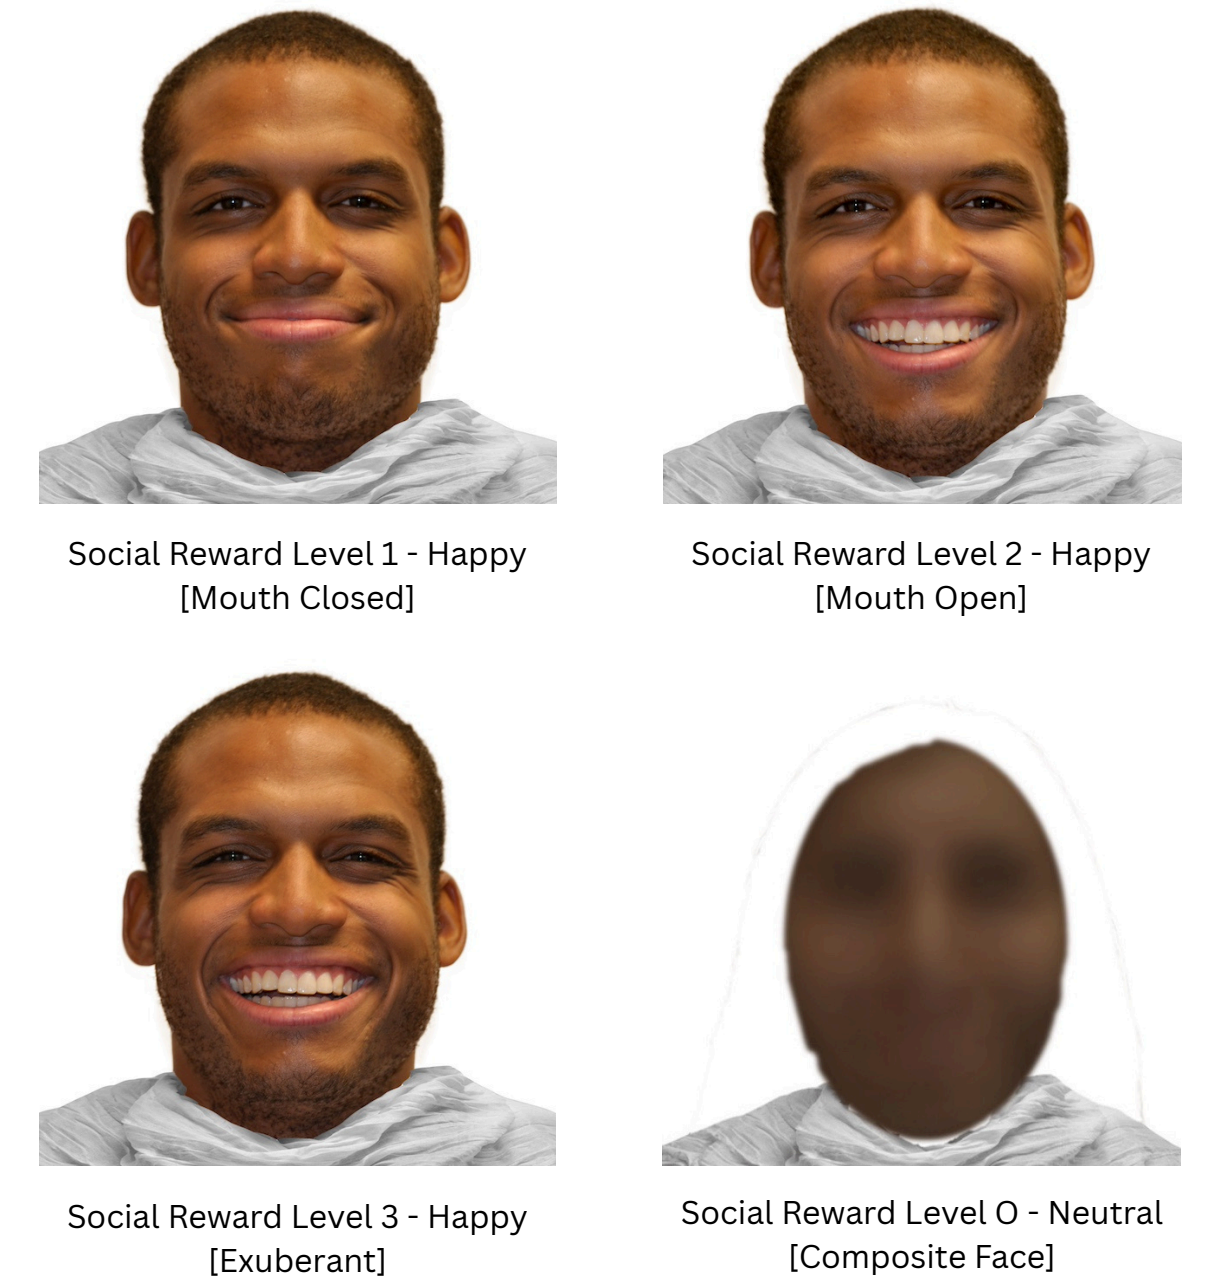 Social Reward Level 1 - Happy
[Mouth Closed]
Social Reward Level 2 - Happy
[Mouth Open]
Social Reward Level 3 - Happy
[Exuberant]
Social Reward Level O - Neutral
[Composite Face]